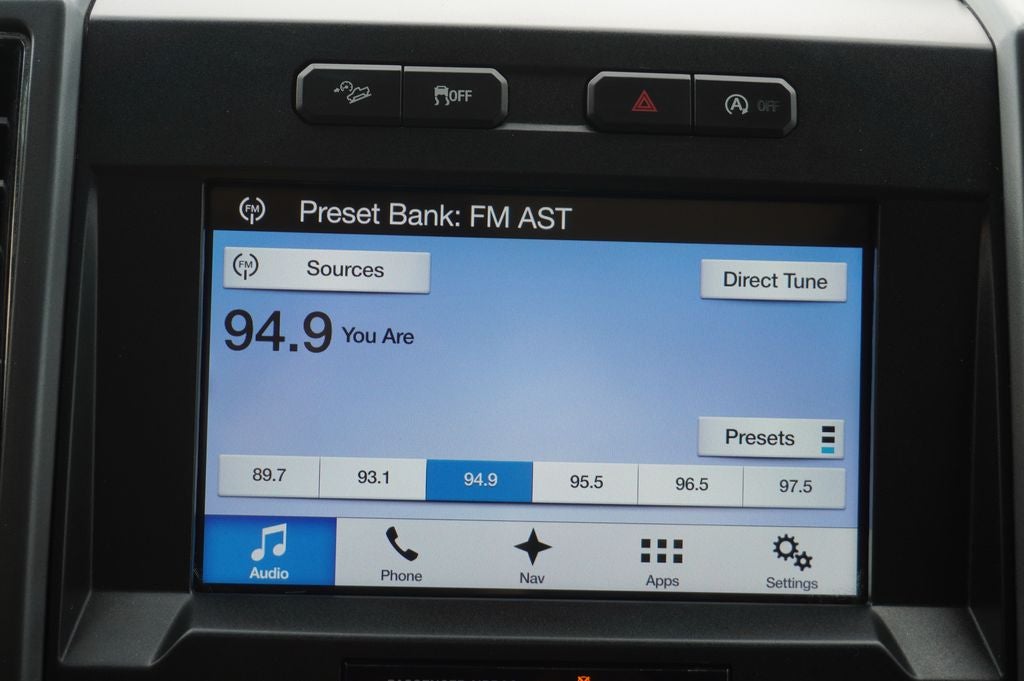 OFF
A OFF
FM Preset Bank: FM AST
FM Sources
Direct Tune
94.9 You Are
Presets
89.7 93.1 94.9 95.5 96.5 97.5
Audio Phone Nav Apps Settings
PASSENGER